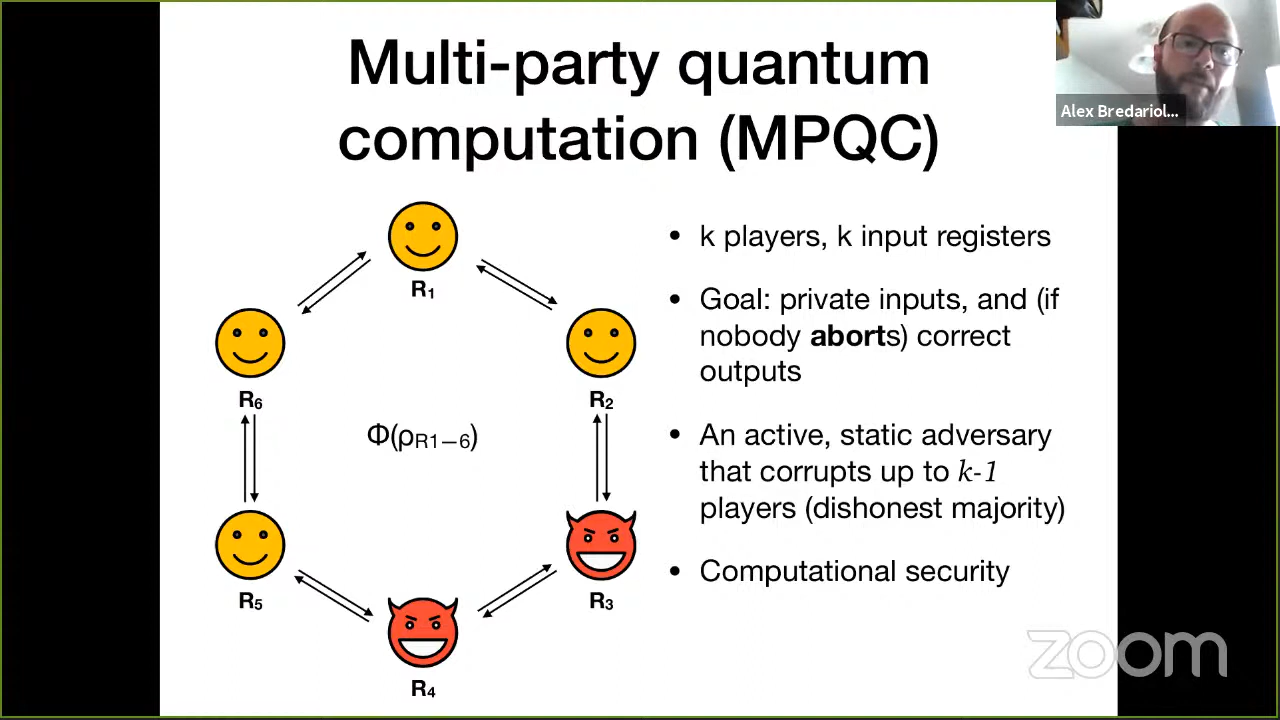 Multi-party quantum
computation (MPQC)
Alex Bredariol...
R1
R6
R2
Φ(ρR1–6)
R5
R3
R4
• k players, k input registers
• Goal: private inputs, and (if
nobody aborts) correct
outputs
• An active, static adversary
that corrupts up to k-1
players (dishonest majority)
• Computational security
zoom